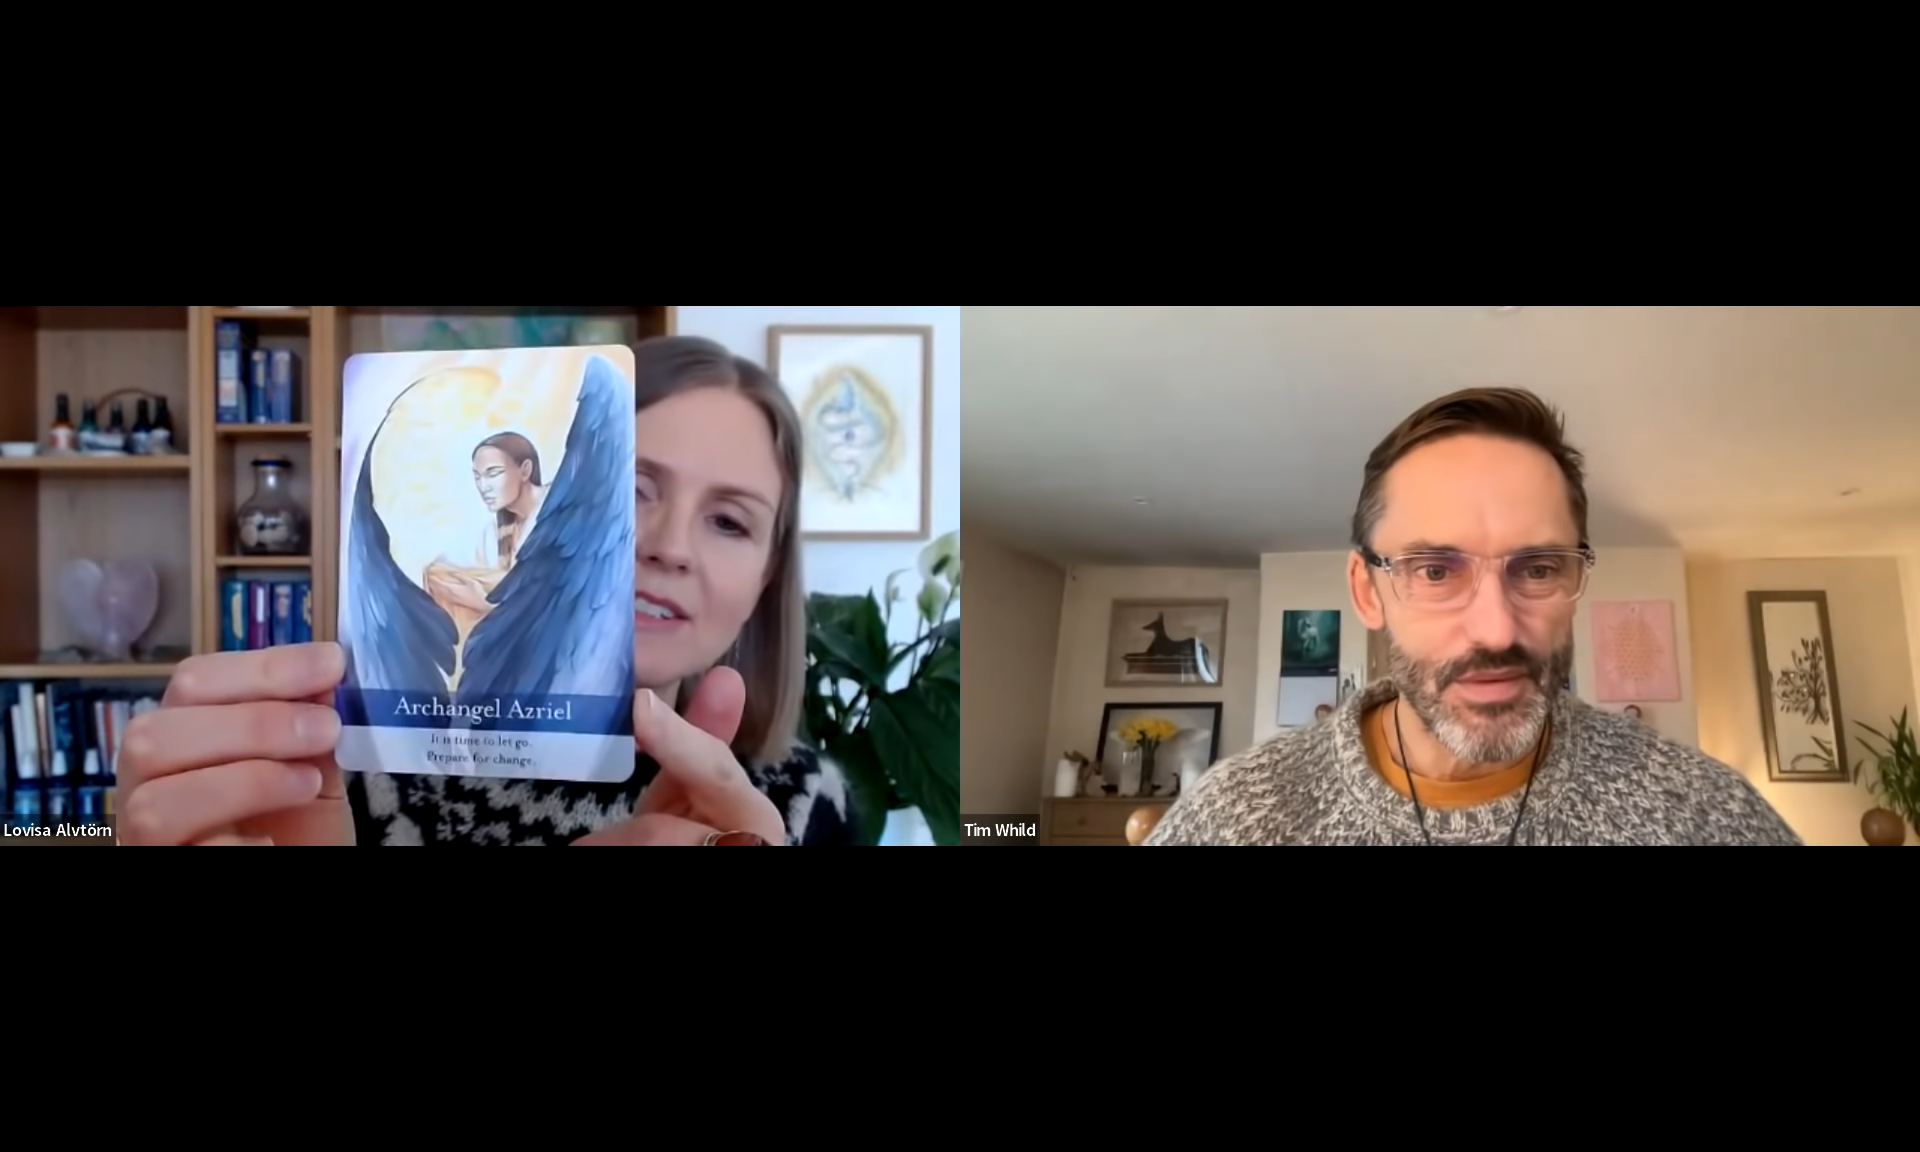 Archangel Azriel
It is time to let go.
Prepare for change.
Lovisa Alvtörn
Tim Whild